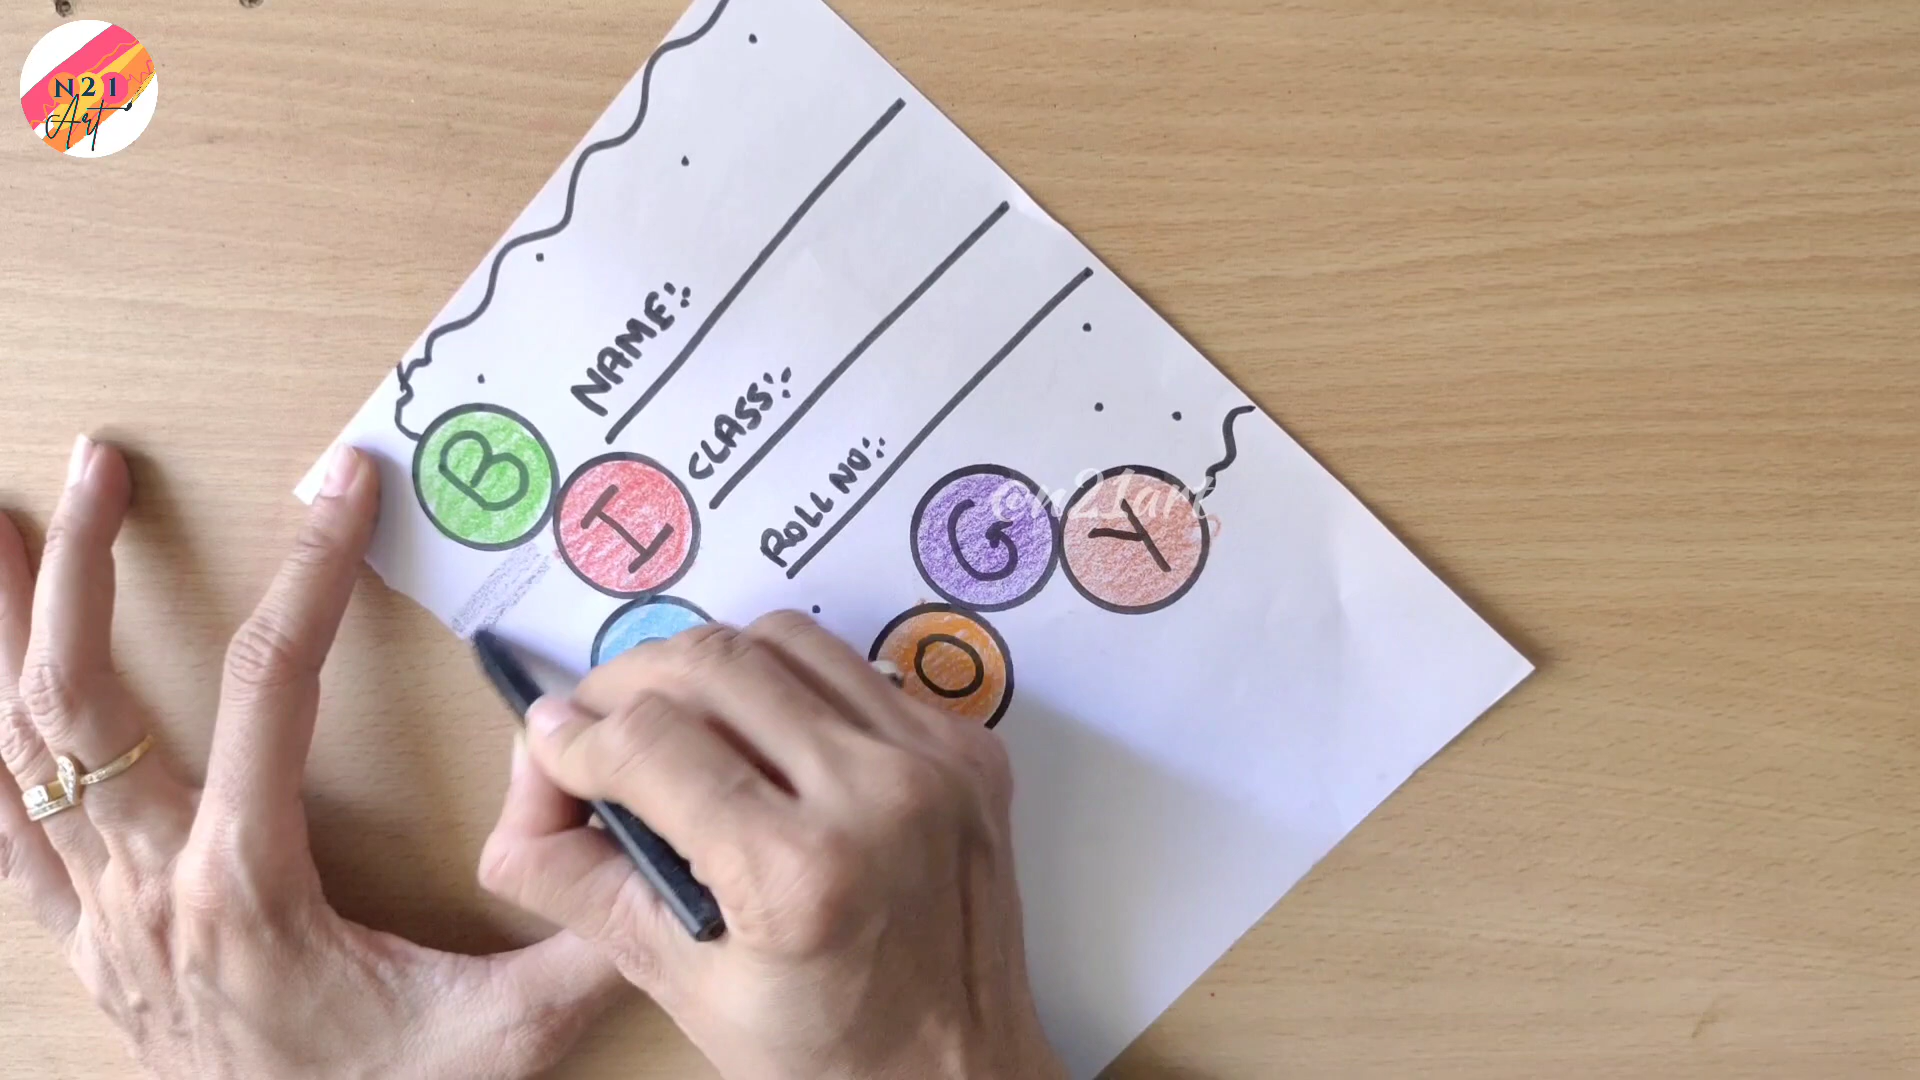 N21
Art
NAME:
CLASS:
ROLL NO:
B I
G Y
O
@n21art